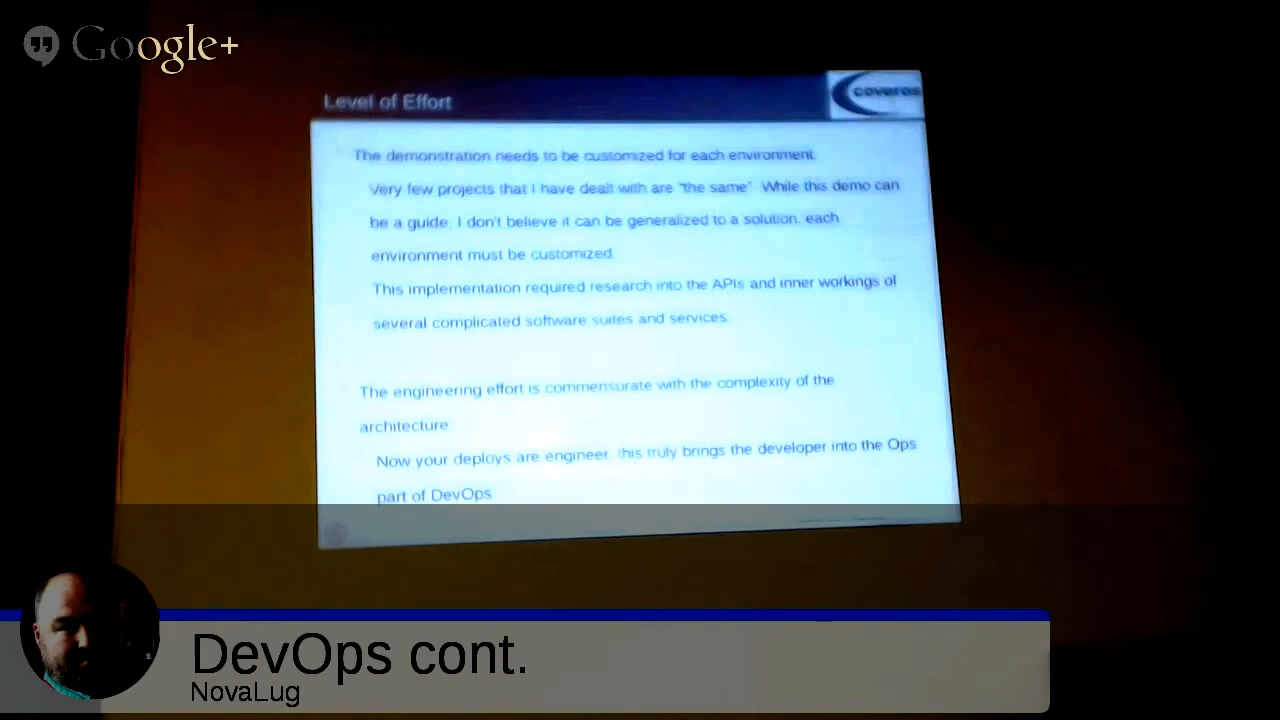 Google+
Level of Effort
coveros
The demonstration needs to be customized for each environment.
Very few projects that I have dealt with are "the same". While this demo can
be a guide, I don't believe it can be generalized to a solution, each
environment must be customized.
This implementation required research into the APIs and inner workings of
several complicated software suites and services.
The engineering effort is commensurate with the complexity of the
architecture
Now your deploys are engineer, this truly brings the developer into the Ops
part of DevOps
DevOps cont.
NovaLug